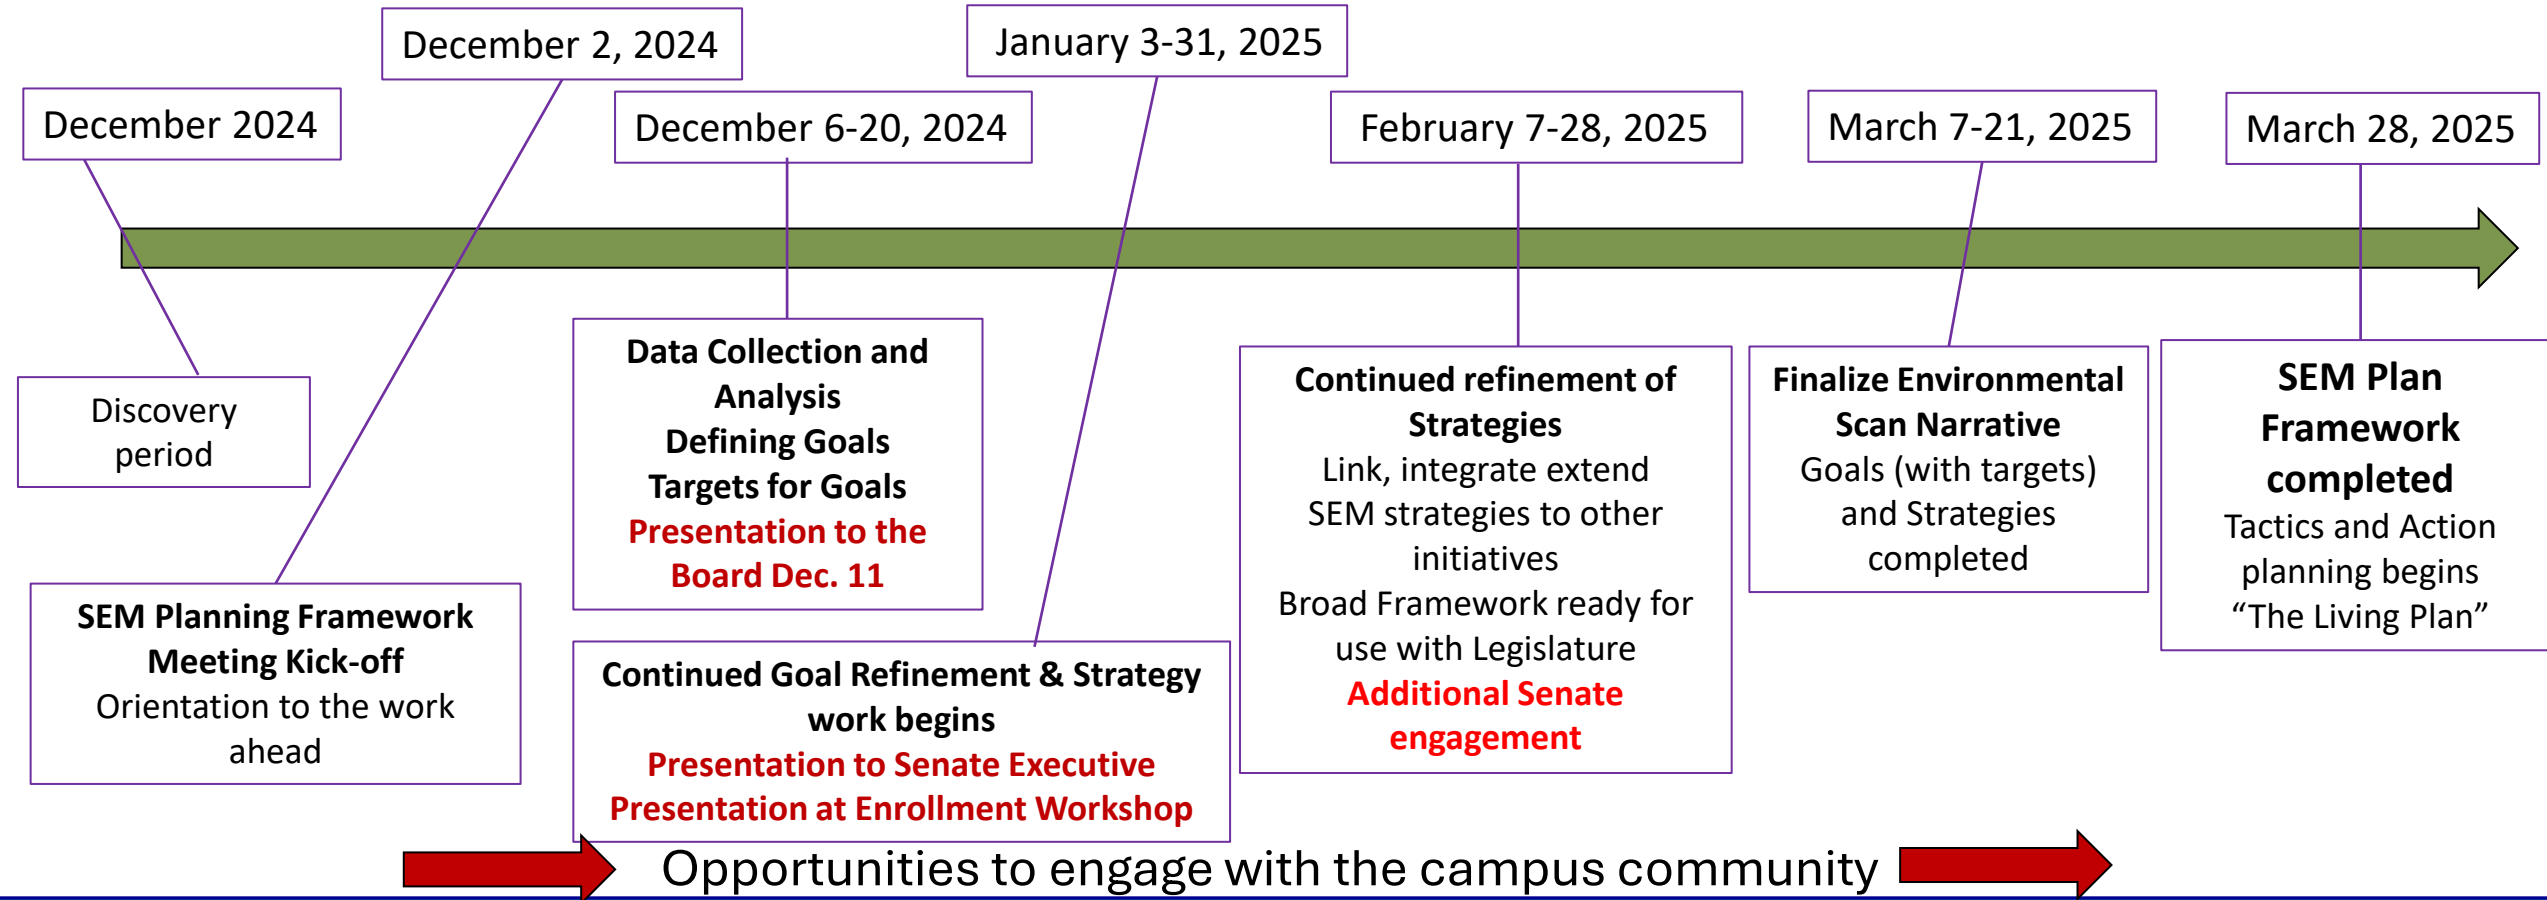 December 2, 2024
January 3-31, 2025
December 2024
December 6-20, 2024
February 7-28, 2025
March 7-21, 2025
March 28, 2025
Discovery
period
SEM Planning Framework
Meeting Kick-off
Orientation to the work
ahead
Data Collection and
Analysis
Defining Goals
Targets for Goals
Presentation to the
Board Dec. 11
Continued Goal Refinement & Strategy
work begins
Presentation to Senate Executive
Presentation at Enrollment Workshop
Continued refinement of
Strategies
Link, integrate extend
SEM strategies to other
initiatives
Broad Framework ready for
use with Legislature
Additional Senate
engagement
Finalize Environmental
Scan Narrative
Goals (with targets)
and Strategies
completed
SEM Plan
Framework
completed
Tactics and Action
planning begins
“The Living Plan”
Opportunities to engage with the campus community